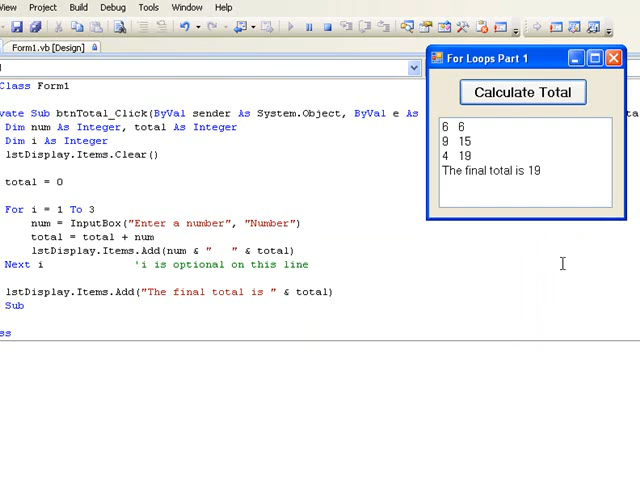 View Project Build Debug Tools Window Help
Form1.vb [Design]
Class Form1
vate Sub btnTotal_Click(ByVal sender As System.Object, ByVal e As
Dim num As Integer, total As Integer
Dim i As Integer
lstDisplay.Items.Clear()
total = 0
For i = 1 To 3
num = InputBox("Enter a number", "Number")
total = total + num
lstDisplay.Items.Add(num & "   " & total)
Next i 'i is optional on this line
lstDisplay.Items.Add("The final total is " & total)
Sub
ss
For Loops Part 1
Calculate Total
6 6
9 15
4 19
The final total is 19